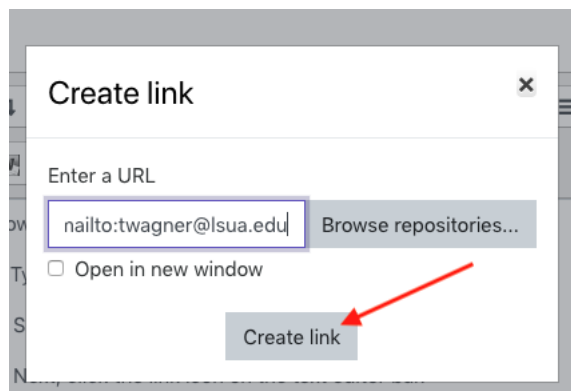 Create link
×
Enter a URL
nailto:twagner@lsua.edu
Browse repositories...
Open in new window
Create link